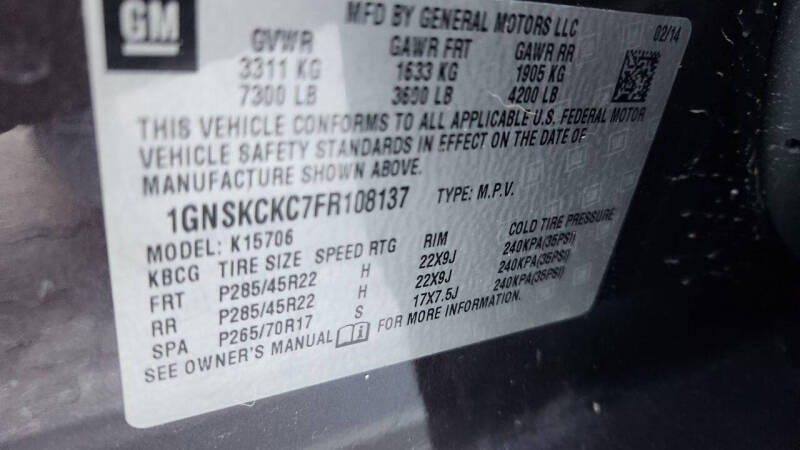 GM
MFD BY GENERAL MOTORS LLC
02/14
GVWR GAWR FRT GAWR RR
3311 KG 1633 KG 1905 KG
7300 LB 3600 LB 4200 LB
THIS VEHICLE CONFORMS TO ALL APPLICABLE U.S. FEDERAL MOTOR
VEHICLE SAFETY STANDARDS IN EFFECT ON THE DATE OF
MANUFACTURE SHOWN ABOVE.
1GNSKCKC7FR108137 TYPE: M.P.V.
MODEL: K15706
KBCG TIRE SIZE SPEED RTG RIM COLD TIRE PRESSURE
FRT P285/45R22 H 22X9J 240KPA(35PSI)
RR P285/45R22 H 22X9J 240KPA(35PSI)
SPA P265/70R17 S 17X7.5J 240KPA(35PSI)
SEE OWNER'S MANUAL FOR MORE INFORMATION.